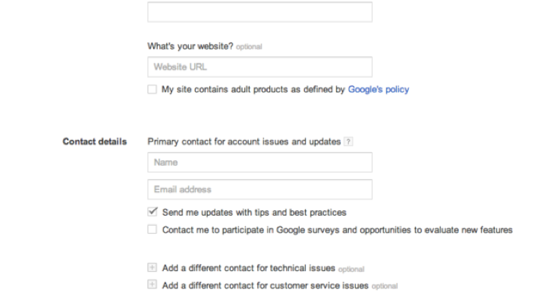 What's your website? optional
Website URL
My site contains adult products as defined by Google's policy
Contact details
Primary contact for account issues and updates ?
Name
Email address
Send me updates with tips and best practices
Contact me to participate in Google surveys and opportunities to evaluate new features
Add a different contact for technical issues optional
Add a different contact for customer service issues optional